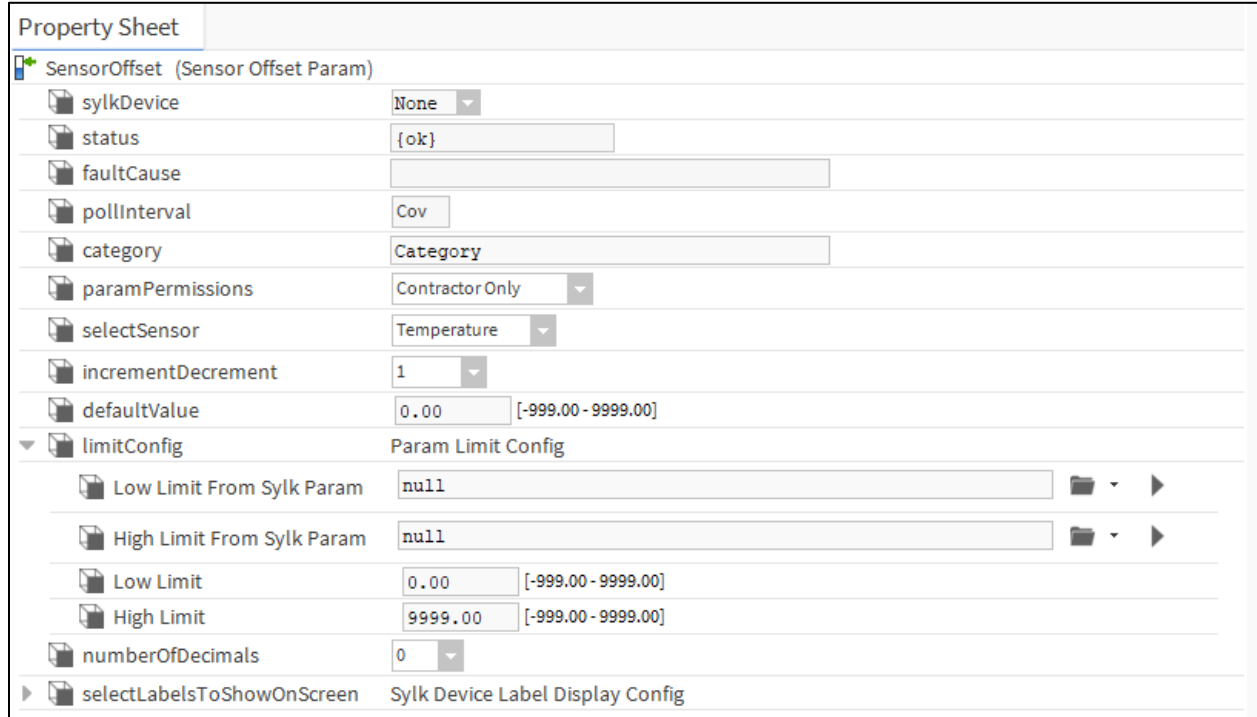 Property Sheet
SensorOffset (Sensor Offset Param)
sylkDevice None
status {ok}
faultCause
pollInterval Cov
category Category
paramPermissions Contractor Only
selectSensor Temperature
incrementDecrement 1
defaultValue 0.00 [-999.00 - 9999.00]
limitConfig Param Limit Config
Low Limit From Sylk Param null
High Limit From Sylk Param null
Low Limit 0.00 [-999.00 - 9999.00]
High Limit 9999.00 [-999.00 - 9999.00]
numberOfDecimals 0
selectLabelsToShowOnScreen Sylk Device Label Display Config